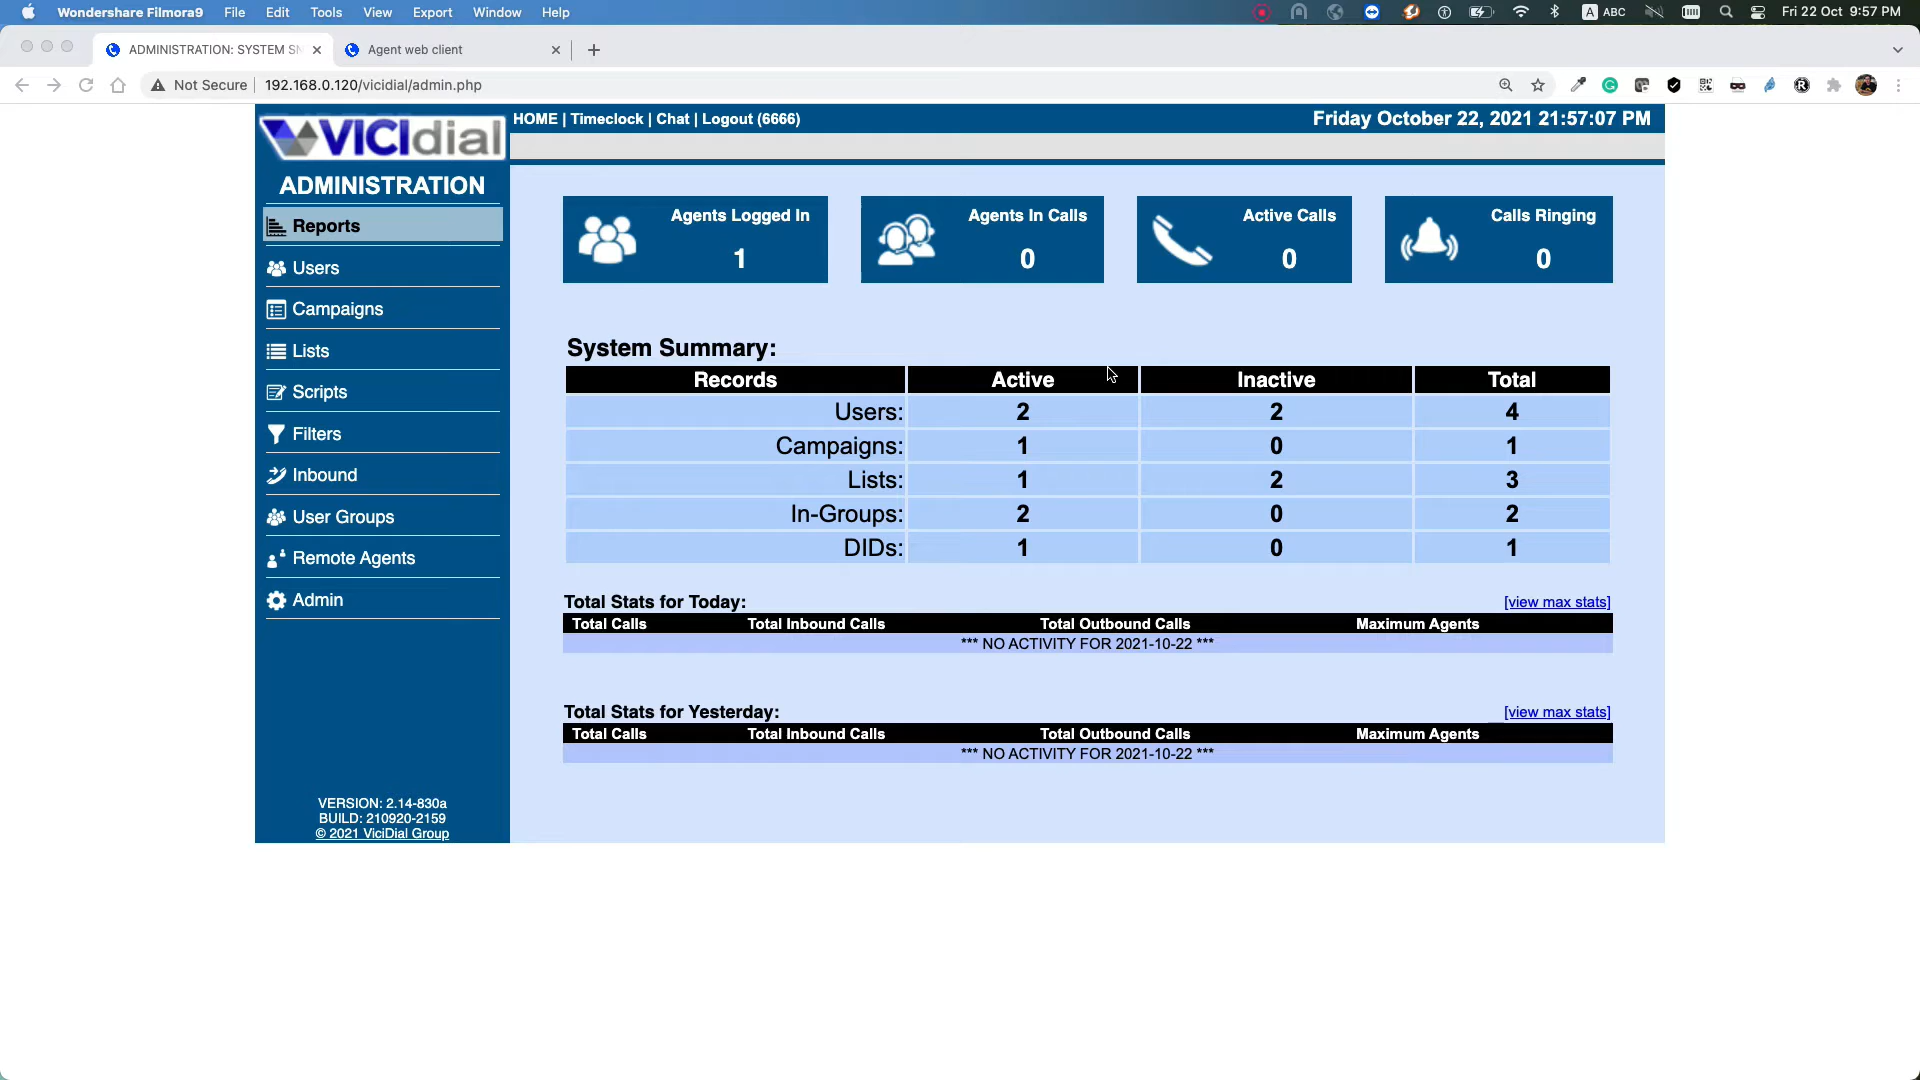 Wondershare Filmora9 File Edit Tools View Export Window Help A ABC Fri 22 Oct 9:57 PM
ADMINISTRATION: SYSTEM SN Agent web client
Not Secure 192.168.0.120/vicidial/admin.php
VICIdial
HOME | Timeclock | Chat | Logout (6666) Friday October 22, 2021 21:57:07 PM
ADMINISTRATION
Reports
Users
Campaigns
Lists
Scripts
Filters
Inbound
User Groups
Remote Agents
Admin
VERSION: 2.14-830a
BUILD: 210920-2159
© 2021 ViciDial Group
Agents Logged In
1
Agents In Calls
0
Active Calls
0
Calls Ringing
0
System Summary:
Records Active Inactive Total
Users: 2 2 4
Campaigns: 1 0 1
Lists: 1 2 3
In-Groups: 2 0 2
DIDs: 1 0 1
Total Stats for Today: [view max stats]
Total Calls Total Inbound Calls Total Outbound Calls Maximum Agents
*** NO ACTIVITY FOR 2021-10-22 ***
Total Stats for Yesterday: [view max stats]
Total Calls Total Inbound Calls Total Outbound Calls Maximum Agents
*** NO ACTIVITY FOR 2021-10-22 ***